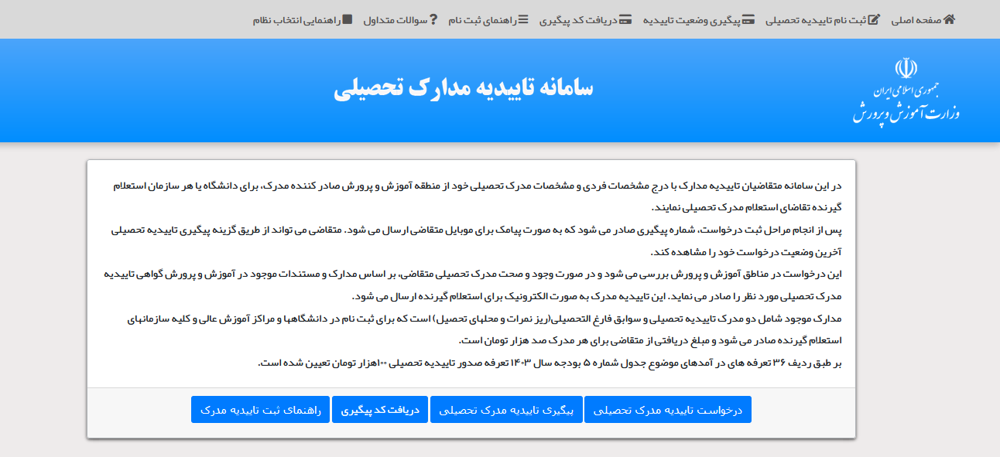 صفحه اصلی
ثبت نام تاییدیه تحصیلی
پیگیری وضعیت تاییدیه
دریافت کد پیگیری
راهنمای ثبت نام
سوالات متداول
راهنمایی انتخاب نظام
جمهوری اسلامی ایران
وزارت آموزش و پرورش
سامانه تاییدیه مدارک تحصیلی
در این سامانه متقاضیان تاییدیه مدارک با درج مشخصات فردی و مشخصات مدرک تحصیلی خود از منطقه آموزش و پرورش صادر کننده مدرک، برای دانشگاه یا هر سازمان استعلام
گیرنده تقاضای استعلام مدرک تحصیلی نمایند.
پس از انجام مراحل ثبت درخواست، شماره پیگیری صادر می شود که به صورت پیامک برای موبایل متقاضی ارسال می شود. متقاضی می تواند از طریق گزینه پیگیری تاییدیه تحصیلی
آخرین وضعیت درخواست خود را مشاهده کند.
این درخواست در مناطق آموزش و پرورش بررسی می شود و در صورت وجود و صحت مدرک تحصیلی متقاضی، بر اساس مدارک و مستندات موجود در آموزش و پرورش گواهی تاییدیه
مدرک تحصیلی مورد نظر را صادر می نماید. این تاییدیه مدرک به صورت الکترونیک برای استعلام گیرنده ارسال می شود.
مدارک موجود شامل دو مدرک تاییدیه تحصیلی و سوابق فارغ التحصیلی(ریز نمرات و محلهای تحصیل) است که برای ثبت نام در دانشگاهها و مراکز آموزش عالی و کلیه سازمانهای
استعلام گیرنده صادر می شود و مبلغ دریافتی از متقاضی برای هر مدرک صد هزار تومان است.
بر طبق ردیف ۳۶ تعرفه های در آمدهای موضوع جدول شماره ۵ بودجه سال ۱۴۰۳ تعرفه صدور تاییدیه تحصیلی ۱۰۰هزار تومان تعیین شده است.
درخواست تاییدیه مدرک تحصیلی
پیگیری تاییدیه مدرک تحصیلی
دریافت کد پیگیری
راهنمای ثبت تاییدیه مدرک